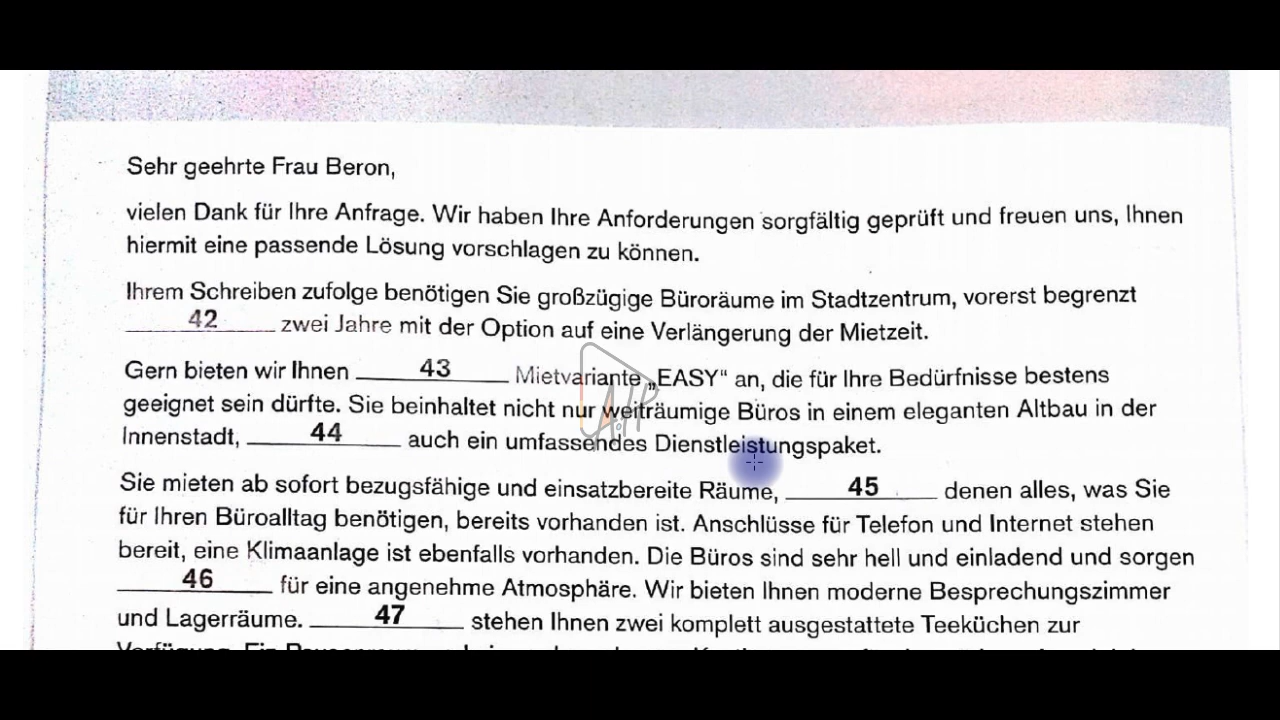 Sehr geehrte Frau Beron,
vielen Dank für Ihre Anfrage. Wir haben Ihre Anforderungen sorgfältig geprüft und freuen uns, Ihnen
hiermit eine passende Lösung vorschlagen zu können.
Ihrem Schreiben zufolge benötigen Sie großzügige Büroräume im Stadtzentrum, vorerst begrenzt
42 zwei Jahre mit der Option auf eine Verlängerung der Mietzeit.
Gern bieten wir Ihnen 43 Mietvariante „EASY“ an, die für Ihre Bedürfnisse bestens
geeignet sein dürfte. Sie beinhaltet nicht nur weiträumige Büros in einem eleganten Altbau in der
Innenstadt, 44 auch ein umfassendes Dienstleistungspaket.
Sie mieten ab sofort bezugsfähige und einsatzbereite Räume, 45 denen alles, was Sie
für Ihren Büroalltag benötigen, bereits vorhanden ist. Anschlüsse für Telefon und Internet stehen
bereit, eine Klimaanlage ist ebenfalls vorhanden. Die Büros sind sehr hell und einladend und sorgen
46 für eine angenehme Atmosphäre. Wir bieten Ihnen moderne Besprechungszimmer
und Lagerräume. 47 stehen Ihnen zwei komplett ausgestattete Teeküchen zur